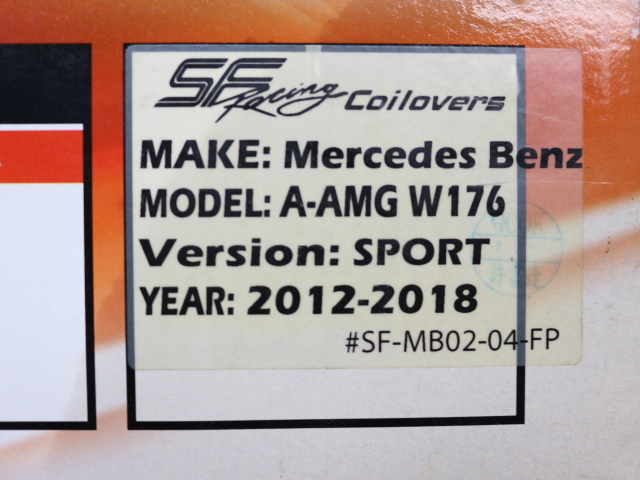 SF Racing Coilovers
MAKE: Mercedes Benz
MODEL: A-AMG W176
Version: SPORT
YEAR: 2012-2018
#SF-MB02-04-FP